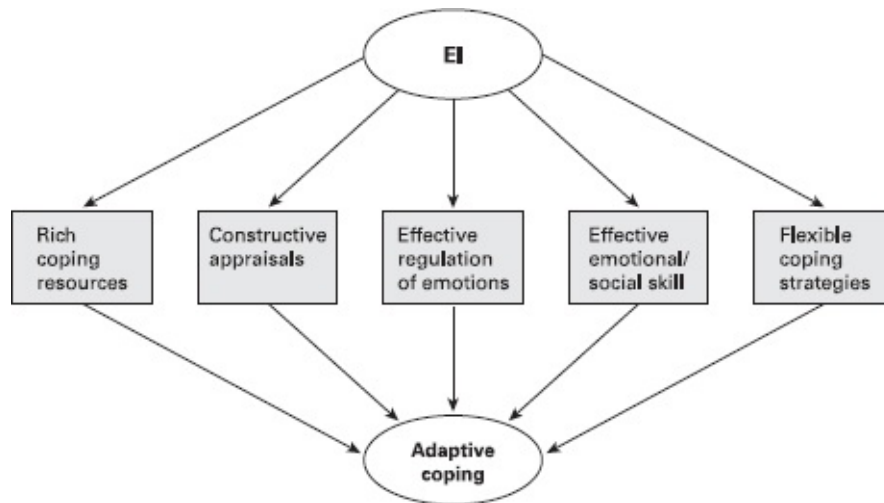 EI
Rich
coping
resources
Constructive
appraisals
Effective
regulation
of emotions
Effective
emotional/
social skill
Flexible
coping
strategies
Adaptive
coping